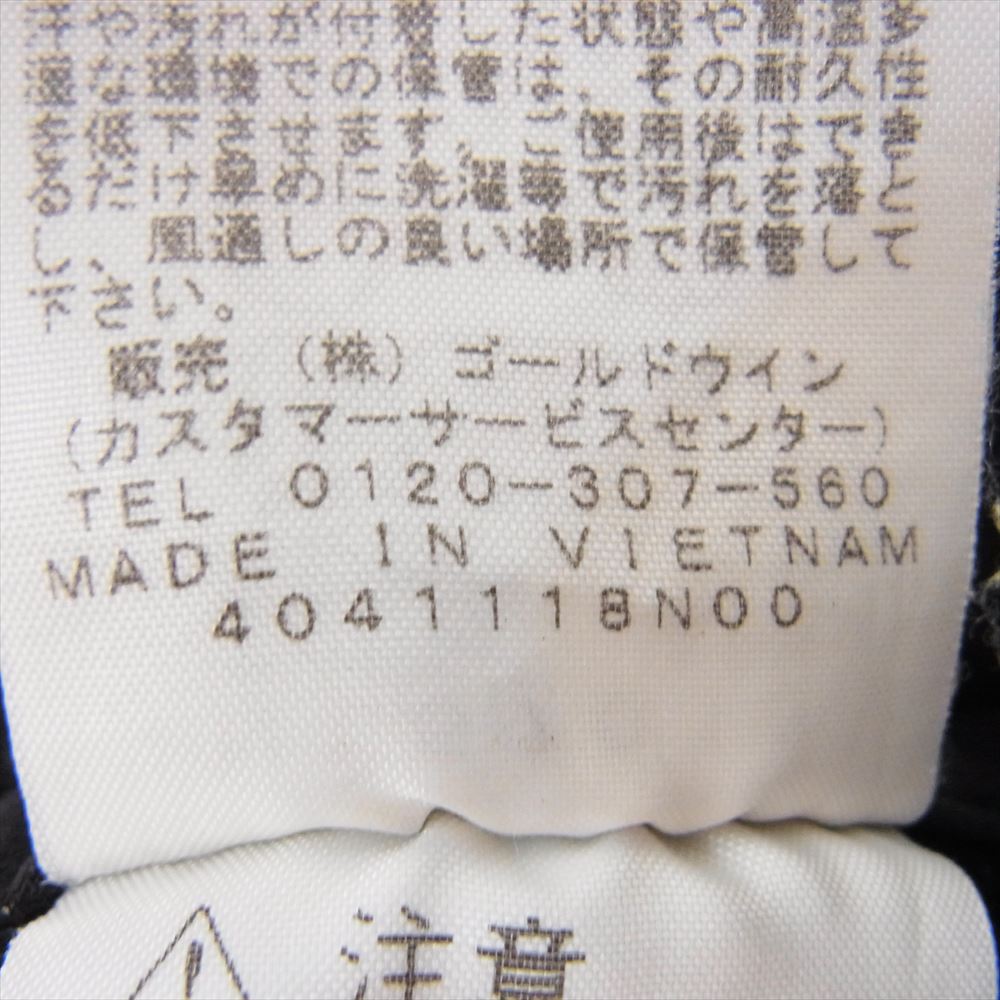 汗や汚れが付着した状態や高温多
湿な環境での保管は、その耐久性
を低下させます。ご使用後はでき
るだけ早めに洗濯等で汚れを落と
し、風通しの良い場所で保管して
下さい。
販売 (株) ゴールドウイン
(カスタマーサービスセンター)
TEL 0120-307-560
MADE IN VIETNAM
4041118N00
注意